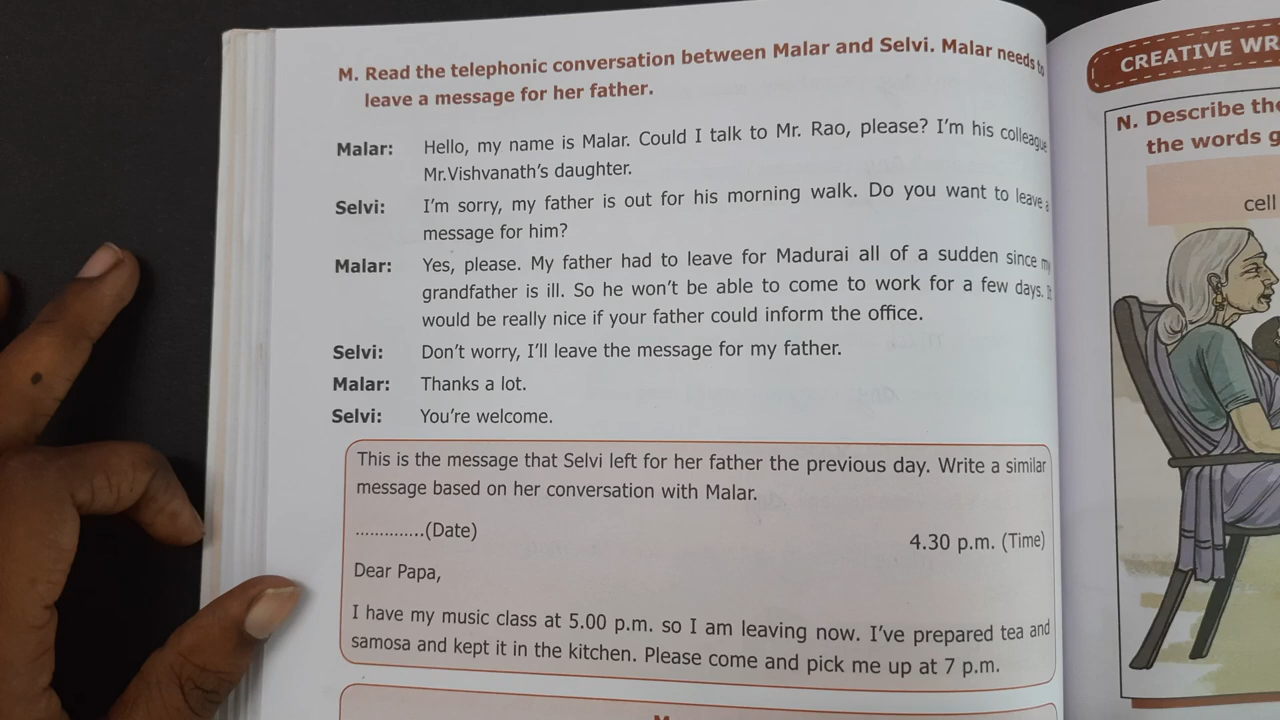 M. Read the telephonic conversation between Malar and Selvi. Malar needs to
leave a message for her father.
Malar: Hello, my name is Malar. Could I talk to Mr. Rao, please? I'm his colleague
Mr.Vishvanath's daughter.
Selvi: I'm sorry, my father is out for his morning walk. Do you want to leave a
message for him?
Malar: Yes, please. My father had to leave for Madurai all of a sudden since my
grandfather is ill. So he won't be able to come to work for a few days. It
would be really nice if your father could inform the office.
Selvi: Don't worry, I'll leave the message for my father.
Malar: Thanks a lot.
Selvi: You're welcome.
This is the message that Selvi left for her father the previous day. Write a similar
message based on her conversation with Malar.
..............(Date) 4.30 p.m. (Time)
Dear Papa,
I have my music class at 5.00 p.m. so I am leaving now. I've prepared tea and
samosa and kept it in the kitchen. Please come and pick me up at 7 p.m.
CREATIVE WR
N. Describe the
the words g
cell